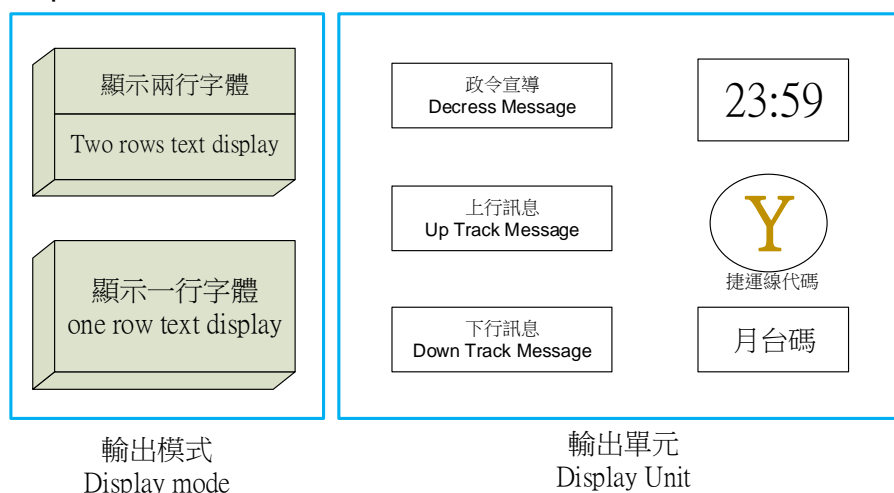 顯示兩行字體
Two rows text display
顯示一行字體
one row text display
輸出模式
Display mode
政令宣導
Decress Message
23:59
上行訊息
Up Track Message
Y
捷運線代碼
下行訊息
Down Track Message
月台碼
輸出單元
Display Unit